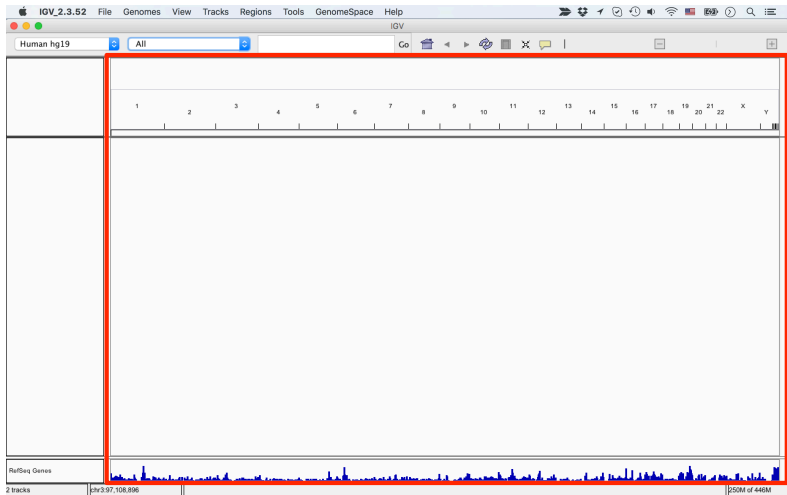 IGV_2.3.52 File Genomes View Tracks Regions Tools GenomeSpace Help
IGV
Human hg19 All Go
1 2 3 4 5 6 7 8 9 10 11 12 13 14 15 16 17 18 19 20 21 22 X Y
RefSeq Genes
2 tracks chr3:97,108,896 250M of 446M